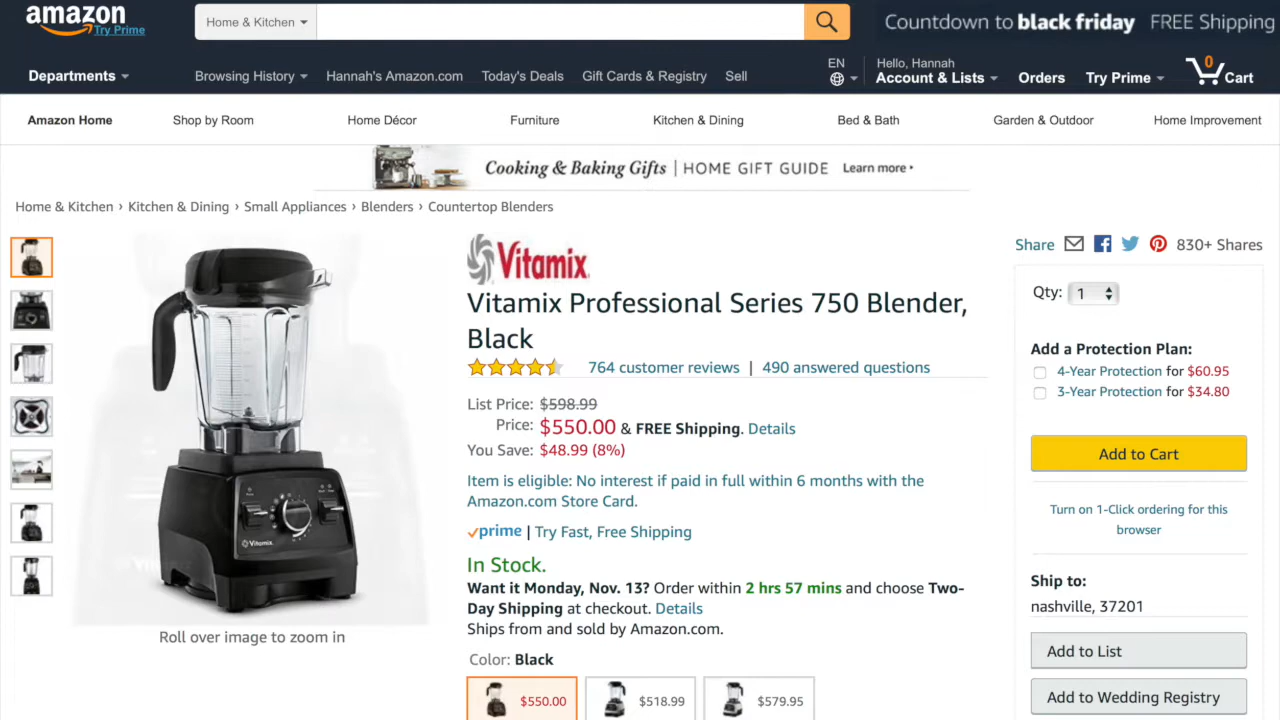 amazon
Try Prime
Home & Kitchen
Countdown to black friday FREE Shipping
Departments
Browsing History
Hannah's Amazon.com
Today's Deals
Gift Cards & Registry
Sell
EN
Hello, Hannah
Account & Lists
Orders
Try Prime
0
Cart
Amazon Home
Shop by Room
Home Décor
Furniture
Kitchen & Dining
Bed & Bath
Garden & Outdoor
Home Improvement
Cooking & Baking Gifts | HOME GIFT GUIDE Learn more
Home & Kitchen › Kitchen & Dining › Small Appliances › Blenders › Countertop Blenders
Vitamix
Roll over image to zoom in
Vitamix
Vitamix Professional Series 750 Blender,
Black
764 customer reviews | 490 answered questions
List Price: $598.99
Price: $550.00 & FREE Shipping. Details
You Save: $48.99 (8%)
Item is eligible: No interest if paid in full within 6 months with the
Amazon.com Store Card.
prime | Try Fast, Free Shipping
In Stock.
Want it Monday, Nov. 13? Order within 2 hrs 57 mins and choose Two-
Day Shipping at checkout. Details
Ships from and sold by Amazon.com.
Color: Black
$550.00
$518.99
$579.95
Share
830+ Shares
Qty: 1
Add a Protection Plan:
4-Year Protection for $60.95
3-Year Protection for $34.80
Add to Cart
Turn on 1-Click ordering for this
browser
Ship to:
nashville, 37201
Add to List
Add to Wedding Registry